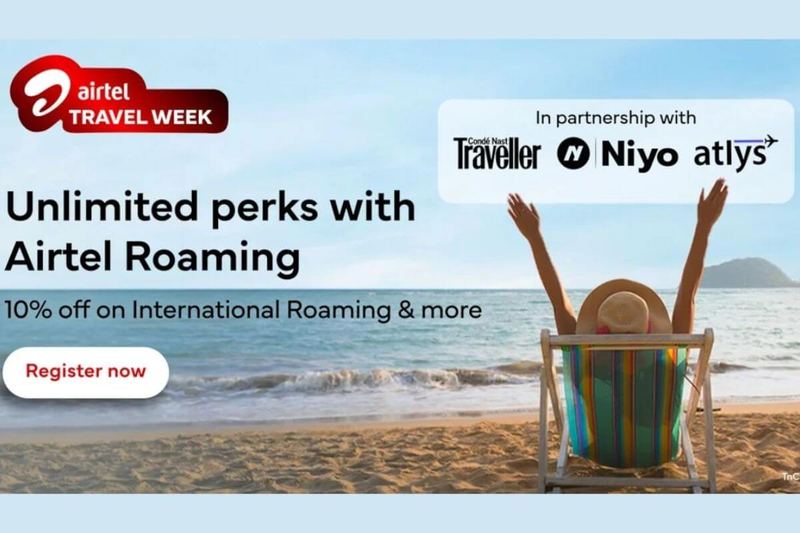 airtel
TRAVEL WEEK
In partnership with
Condé Nast
Traveller
N
Niyo
atlys
Unlimited perks with
Airtel Roaming
10% off on International Roaming & more
Register now
TnC